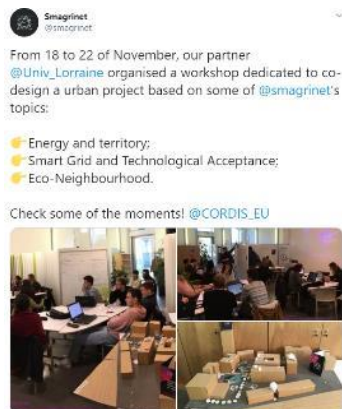 Smagrinet
@smagrinet
From 18 to 22 of November, our partner
@Univ_Lorraine organised a workshop dedicated to co-
design a urban project based on some of @smagrinet's
topics:
👉Energy and territory;
👉Smart Grid and Technological Acceptance;
👉Eco-Neighbourhood.
Check some of the moments! @CORDIS_EU